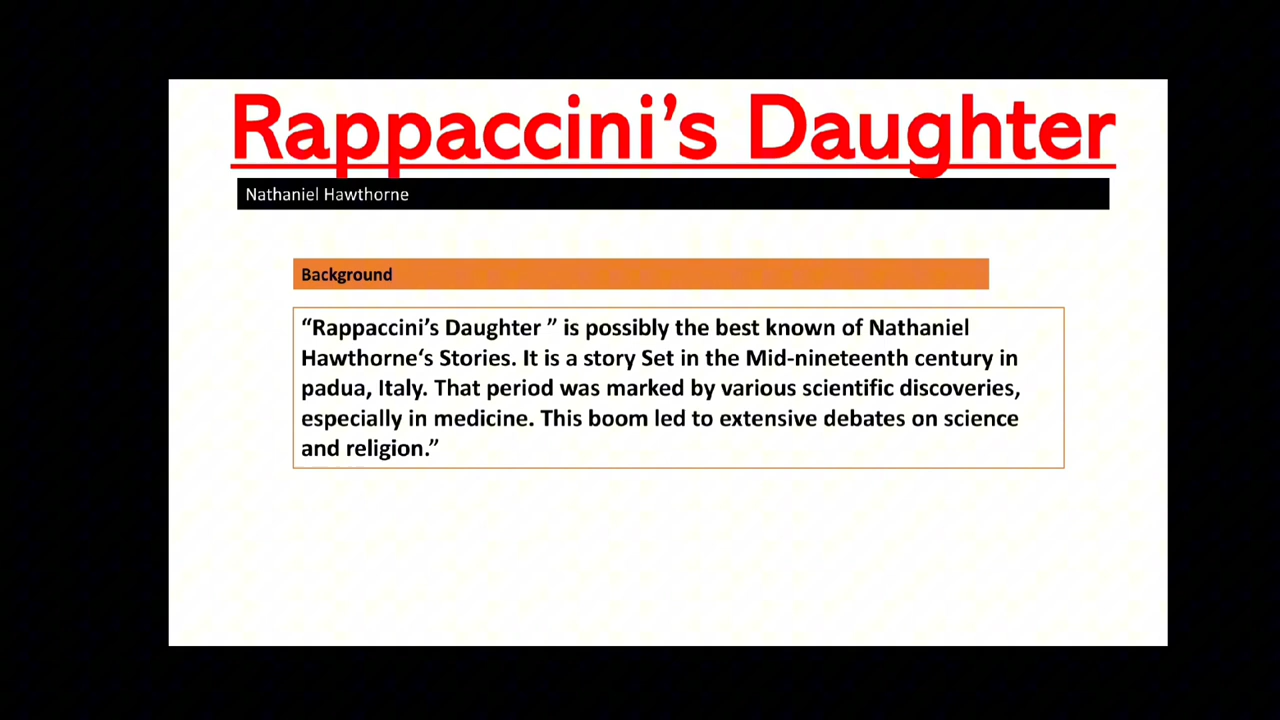 Rappaccini’s Daughter
Nathaniel Hawthorne
Background
“Rappaccini’s Daughter ” is possibly the best known of Nathaniel
Hawthorne‘s Stories. It is a story Set in the Mid-nineteenth century in
padua, Italy. That period was marked by various scientific discoveries,
especially in medicine. This boom led to extensive debates on science
and religion.”